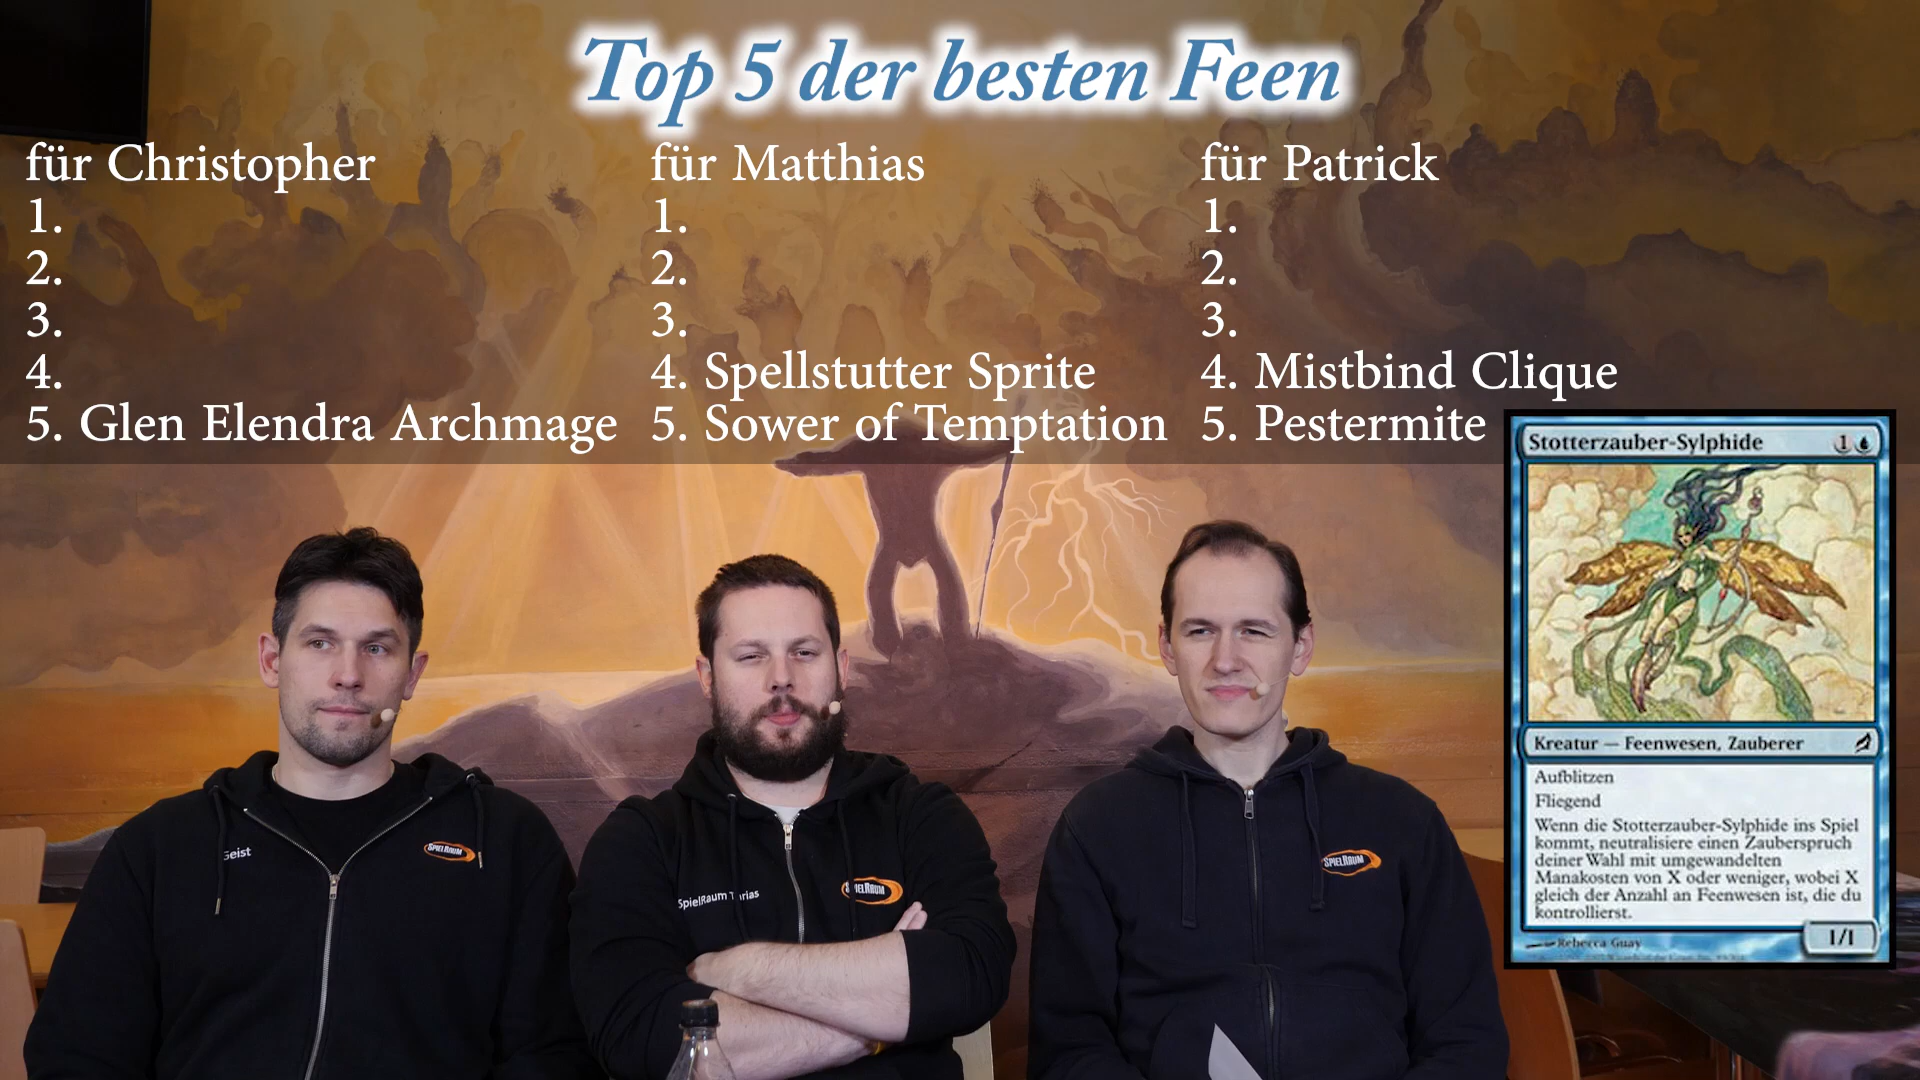 Top 5 der besten Feen
für Christopher
1.
2.
3.
4.
5. Glen Elendra Archmage
für Matthias
1.
2.
3.
4. Spellstutter Sprite
5. Sower of Temptation
für Patrick
1.
2.
3.
4. Mistbind Clique
5. Pestermite
Stotterzauber-Sylphide 1
Kreatur — Feenwesen, Zauberer
Aufblitzen
Fliegend
Wenn die Stotterzauber-Sylphide ins Spiel
kommt, neutralisiere einen Zauberspruch
deiner Wahl mit umgewandelten
Manakosten von X oder weniger, wobei X
gleich der Anzahl an Feenwesen ist, die du
kontrollierst.
1/1
Rebecca Guay
Geist
SPIELRAUM
SpielRaum
SPIELRAUM
SPIELRAUM